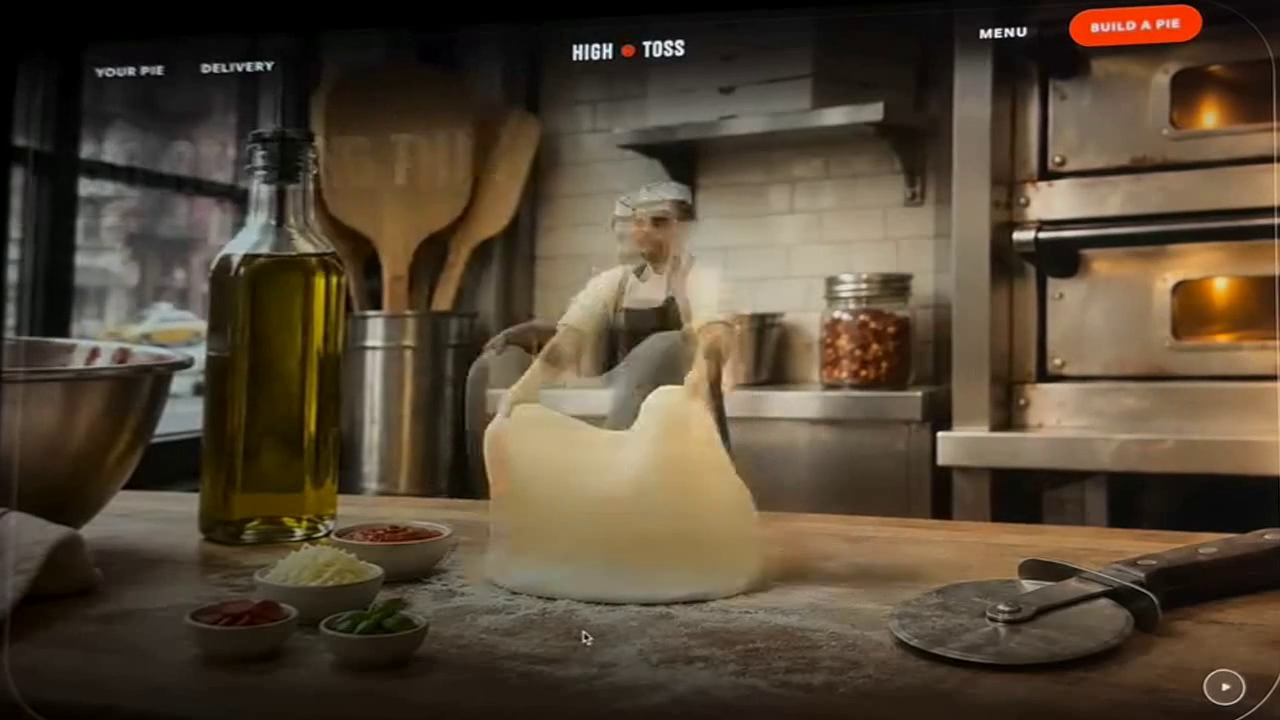 YOUR PIE
DELIVERY
HIGH TOSS
MENU
BUILD A PIE